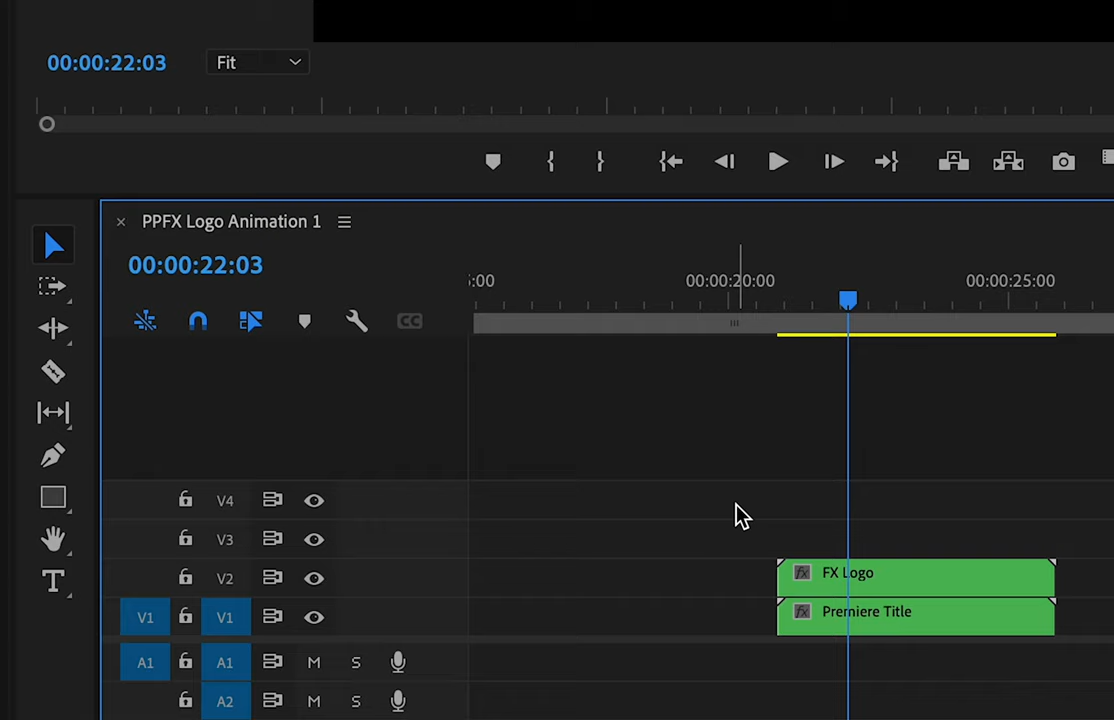 00:00:22:03 Fit
PPFX Logo Animation 1
00:00:22:03
:00 00:00:20:00 00:00:25:00
CC
V4
V3
V2 fx FX Logo
V1 V1 fx Premiere Title
A1 A1 M S
A2 M S
T